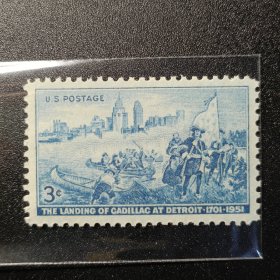 U.S. POSTAGE
3¢
THE LANDING OF CADILLAC AT DETROIT-1701-1951